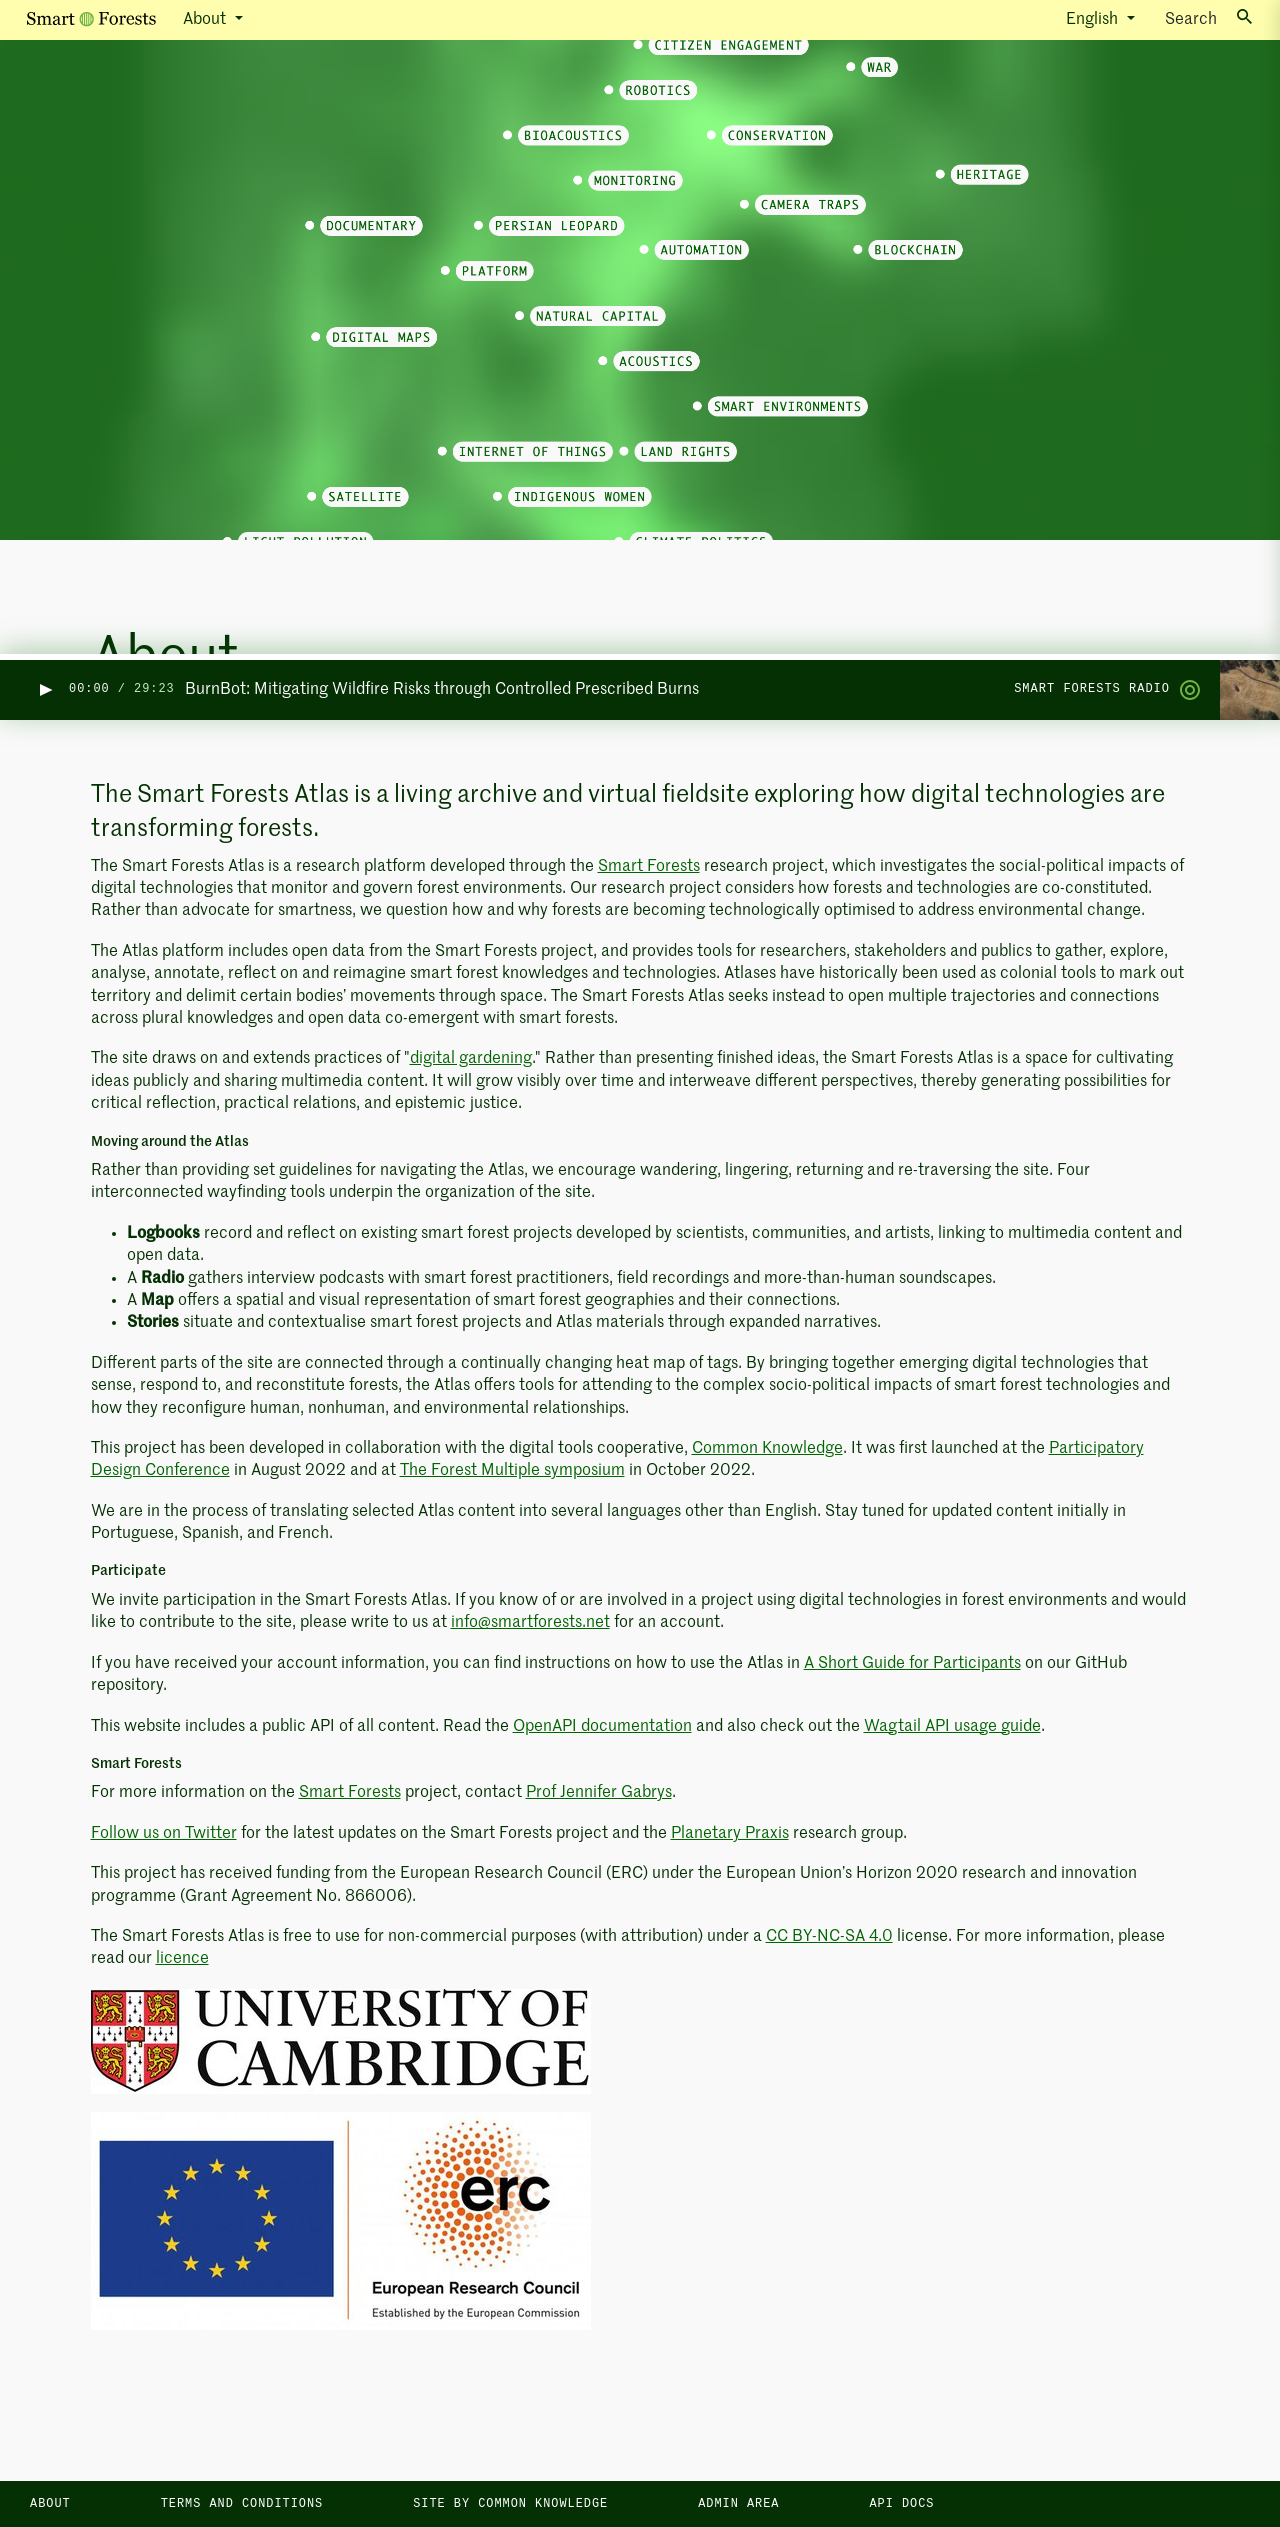 Smart Forests About English Search
CITIZEN ENGAGEMENT
WAR
ROBOTICS
BIOACOUSTICS CONSERVATION
HERITAGE
MONITORING
CAMERA TRAPS
DOCUMENTARY PERSIAN LEOPARD
AUTOMATION BLOCKCHAIN
PLATFORM
NATURAL CAPITAL
DIGITAL MAPS
ACOUSTICS
SMART ENVIRONMENTS
INTERNET OF THINGS LAND RIGHTS
SATELLITE INDIGENOUS WOMEN
LIGHT POLLUTION CLIMATE POLITICS
About
00:00 / 29:23 BurnBot: Mitigating Wildfire Risks through Controlled Prescribed Burns SMART FORESTS RADIO
The Smart Forests Atlas is a living archive and virtual fieldsite exploring how digital technologies are
transforming forests.
The Smart Forests Atlas is a research platform developed through the Smart Forests research project, which investigates the social-political impacts of
digital technologies that monitor and govern forest environments. Our research project considers how forests and technologies are co-constituted.
Rather than advocate for smartness, we question how and why forests are becoming technologically optimised to address environmental change.
The Atlas platform includes open data from the Smart Forests project, and provides tools for researchers, stakeholders and publics to gather, explore,
analyse, annotate, reflect on and reimagine smart forest knowledges and technologies. Atlases have historically been used as colonial tools to mark out
territory and delimit certain bodies' movements through space. The Smart Forests Atlas seeks instead to open multiple trajectories and connections
across plural knowledges and open data co-emergent with smart forests.
The site draws on and extends practices of "digital gardening." Rather than presenting finished ideas, the Smart Forests Atlas is a space for cultivating
ideas publicly and sharing multimedia content. It will grow visibly over time and interweave different perspectives, thereby generating possibilities for
critical reflection, practical relations, and epistemic justice.
Moving around the Atlas
Rather than providing set guidelines for navigating the Atlas, we encourage wandering, lingering, returning and re-traversing the site. Four
interconnected wayfinding tools underpin the organization of the site.
• Logbooks record and reflect on existing smart forest projects developed by scientists, communities, and artists, linking to multimedia content and
open data.
• A Radio gathers interview podcasts with smart forest practitioners, field recordings and more-than-human soundscapes.
• A Map offers a spatial and visual representation of smart forest geographies and their connections.
• Stories situate and contextualise smart forest projects and Atlas materials through expanded narratives.
Different parts of the site are connected through a continually changing heat map of tags. By bringing together emerging digital technologies that
sense, respond to, and reconstitute forests, the Atlas offers tools for attending to the complex socio-political impacts of smart forest technologies and
how they reconfigure human, nonhuman, and environmental relationships.
This project has been developed in collaboration with the digital tools cooperative, Common Knowledge. It was first launched at the Participatory
Design Conference in August 2022 and at The Forest Multiple symposium in October 2022.
We are in the process of translating selected Atlas content into several languages other than English. Stay tuned for updated content initially in
Portuguese, Spanish, and French.
Participate
We invite participation in the Smart Forests Atlas. If you know of or are involved in a project using digital technologies in forest environments and would
like to contribute to the site, please write to us at info@smartforests.net for an account.
If you have received your account information, you can find instructions on how to use the Atlas in A Short Guide for Participants on our GitHub
repository.
This website includes a public API of all content. Read the OpenAPI documentation and also check out the Wagtail API usage guide.
Smart Forests
For more information on the Smart Forests project, contact Prof Jennifer Gabrys.
Follow us on Twitter for the latest updates on the Smart Forests project and the Planetary Praxis research group.
This project has received funding from the European Research Council (ERC) under the European Union's Horizon 2020 research and innovation
programme (Grant Agreement No. 866006).
The Smart Forests Atlas is free to use for non-commercial purposes (with attribution) under a CC BY-NC-SA 4.0 license. For more information, please
read our licence
UNIVERSITY OF
CAMBRIDGE
erc
European Research Council
Established by the European Commission
ABOUT TERMS AND CONDITIONS SITE BY COMMON KNOWLEDGE ADMIN AREA API DOCS